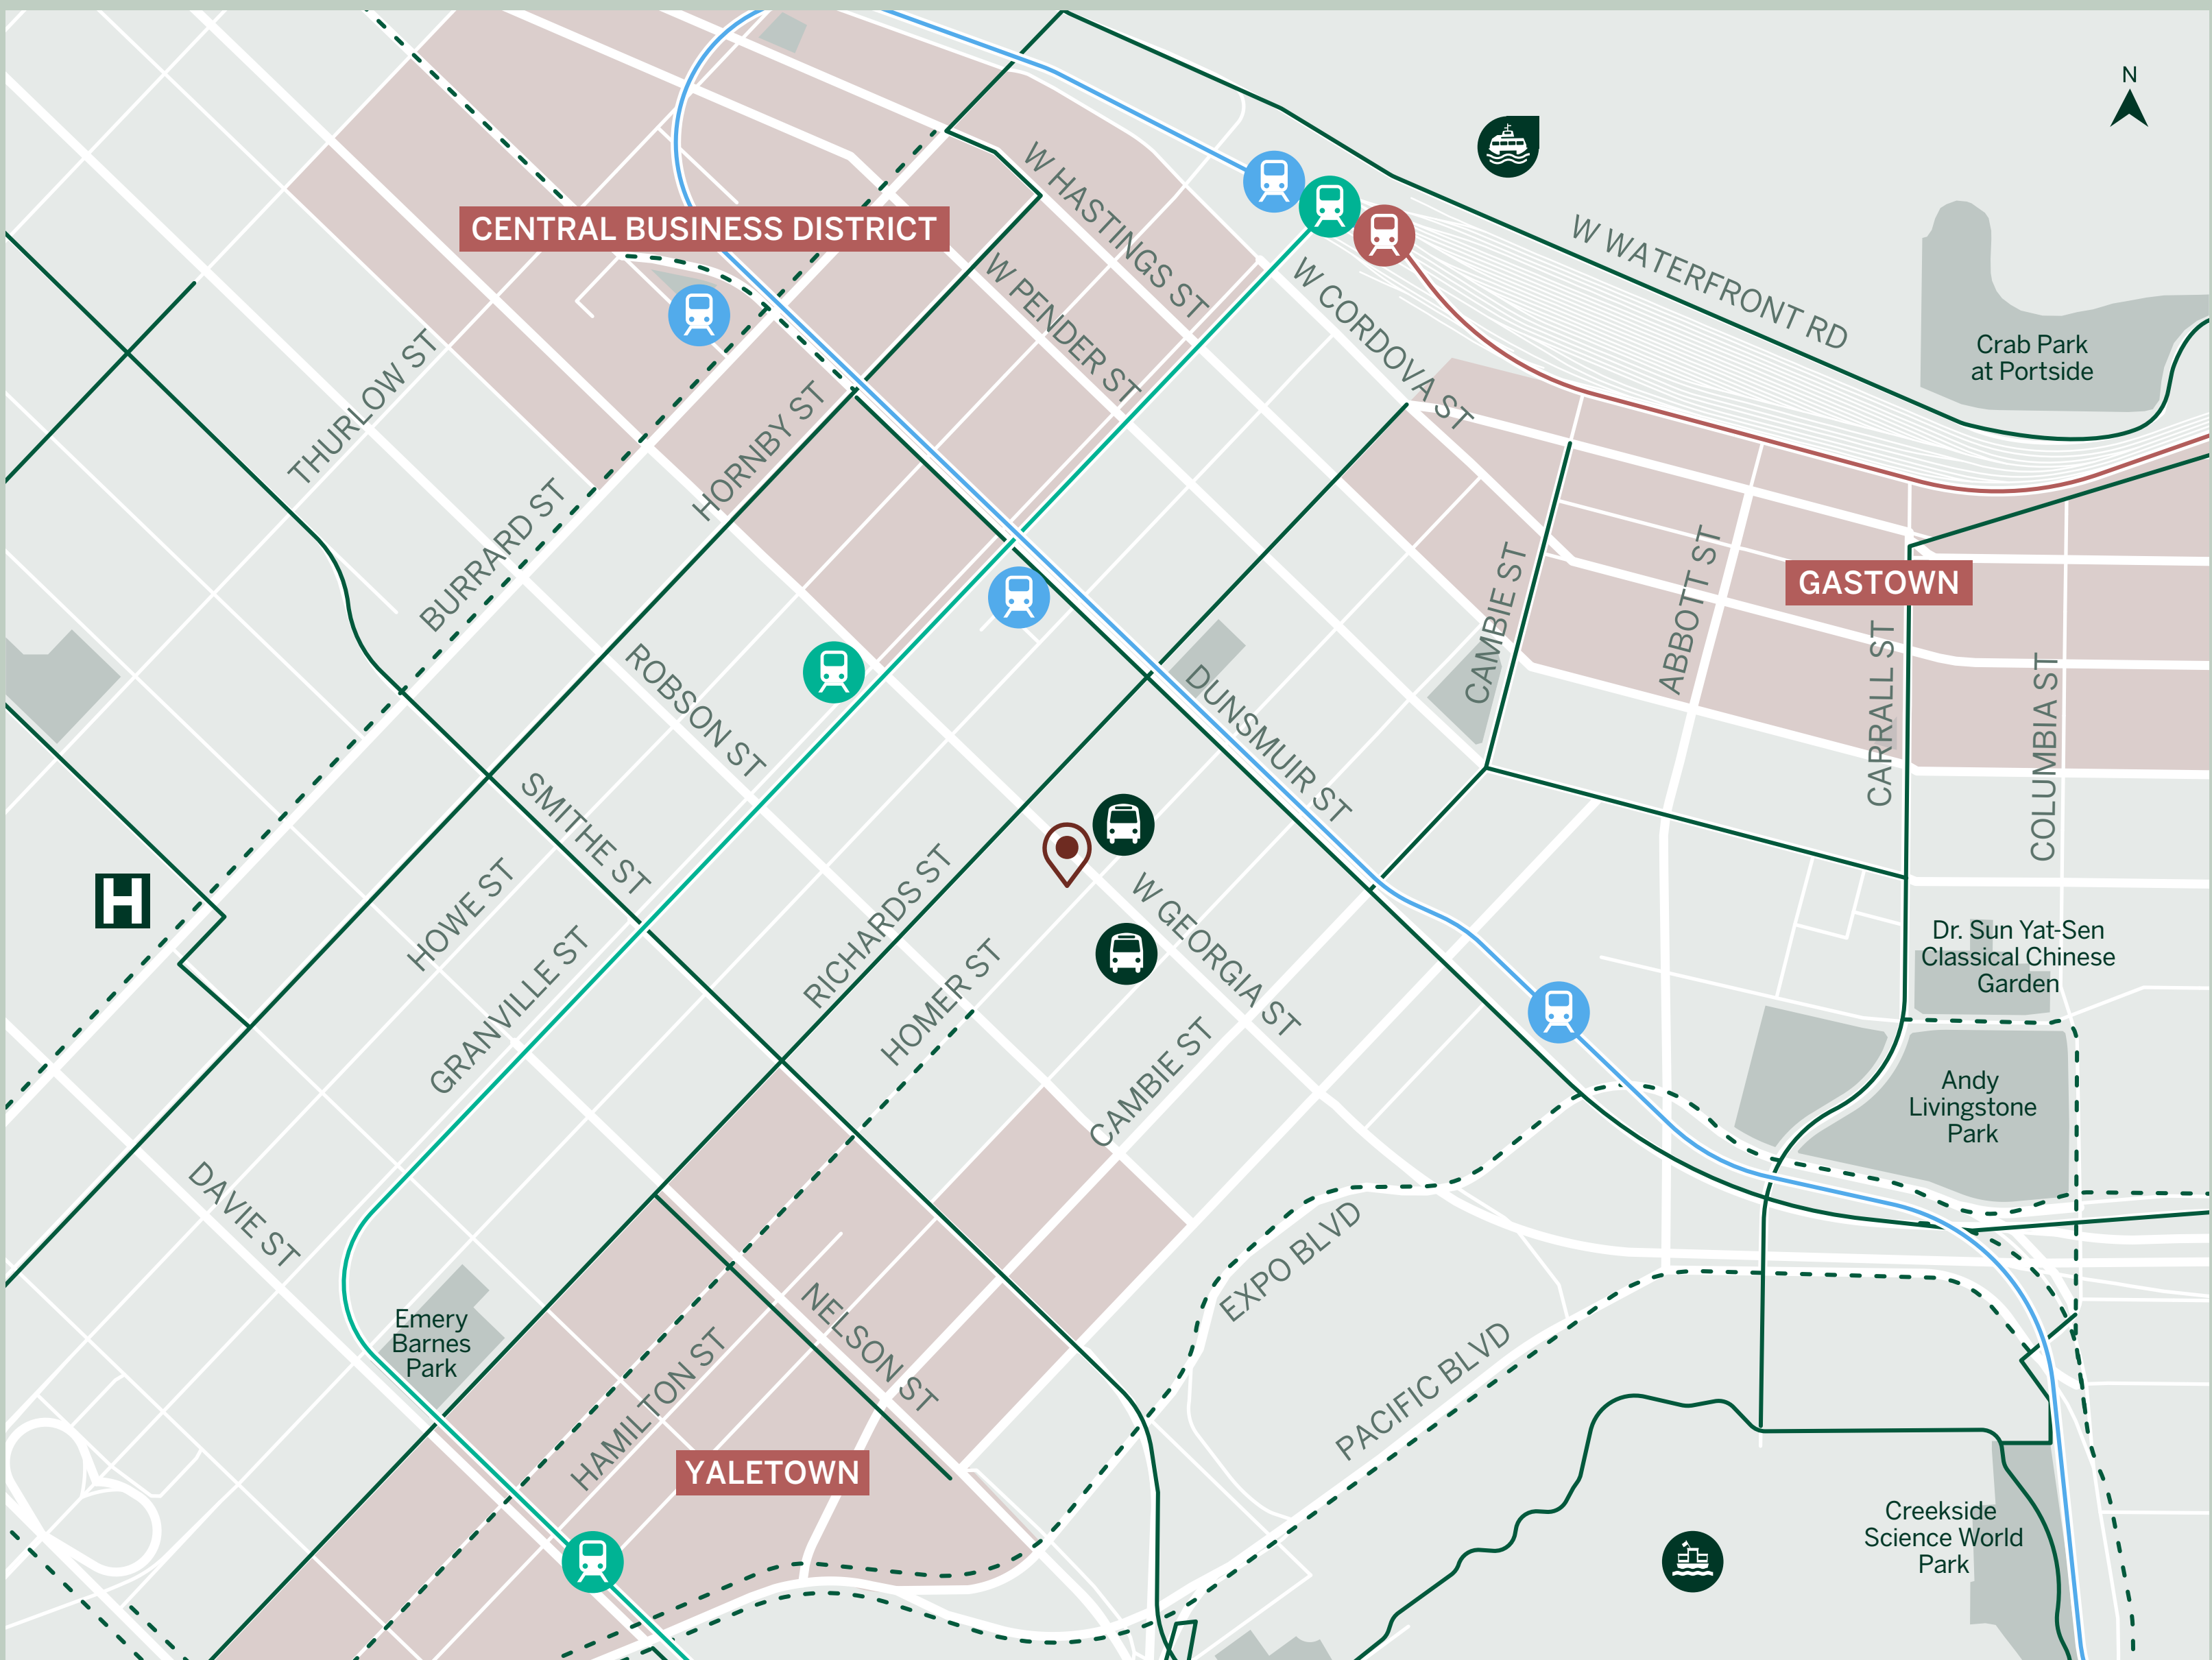 N
W HASTINGS ST
CENTRAL BUSINESS DISTRICT
W PENDER ST
W CORDOVA ST
W WATERFRONT RD
Crab Park
at Portside
THURLOW ST
HORNBY ST
BURRARD ST
CAMBIE ST
ABBOTT ST
GASTOWN
CARRALL ST
COLUMBIA ST
ROBSON ST
DUNSMUIR ST
SMITHE ST
H
HOWE ST
GRANVILLE ST
RICHARDS ST
HOMER ST
W GEORGIA ST
CAMBIE ST
Dr. Sun Yat-Sen
Classical Chinese
Garden
Andy
Livingstone
Park
DAVIE ST
EXPO BLVD
Emery
Barnes
Park
NELSON ST
HAMILTON ST
PACIFIC BLVD
YALETOWN
Creekside
Science World
Park